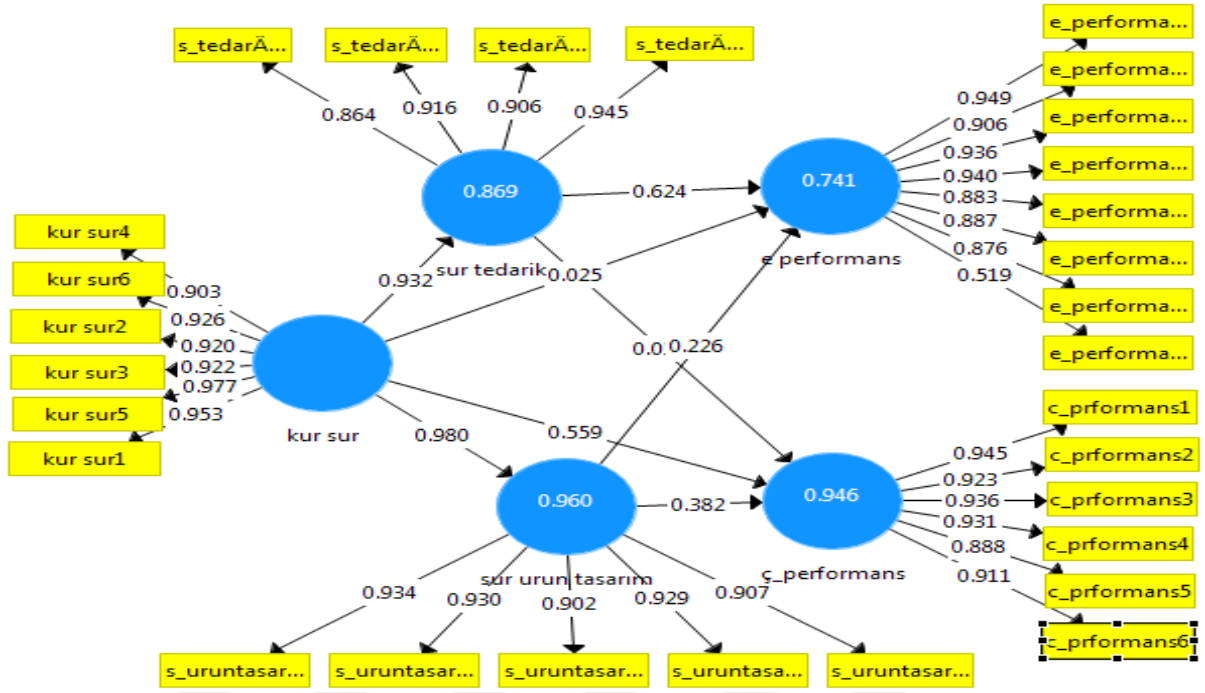 s_tedarÄ...
s_tedarÄ...
s_tedarÄ...
s_tedarÄ...
0.864
0.916
0.906
0.945
0.869
sur tedarik
kur sur4
kur sur6
kur sur2
kur sur3
kur sur5
kur sur1
0.903
0.926
0.920
0.922
0.977
0.953
kur sur
0.932
0.980
0.624
0.025
0.226
0.559
0.382
0.741
e performans
0.949
0.906
0.936
0.940
0.883
0.887
0.876
0.519
e_performa...
e_performa...
e_performa...
e_performa...
e_performa...
e_performa...
e_performa...
e_performa...
0.946
ç_performans
0.945
0.923
0.936
0.931
0.888
0.911
c_prformans1
c_prformans2
c_prformans3
c_prformans4
c_prformans5
c_prformans6
0.960
sur urun tasarım
0.934
0.930
0.902
0.929
0.907
s_uruntasar...
s_uruntasar...
s_uruntasar...
s_uruntasa...
s_uruntasar...